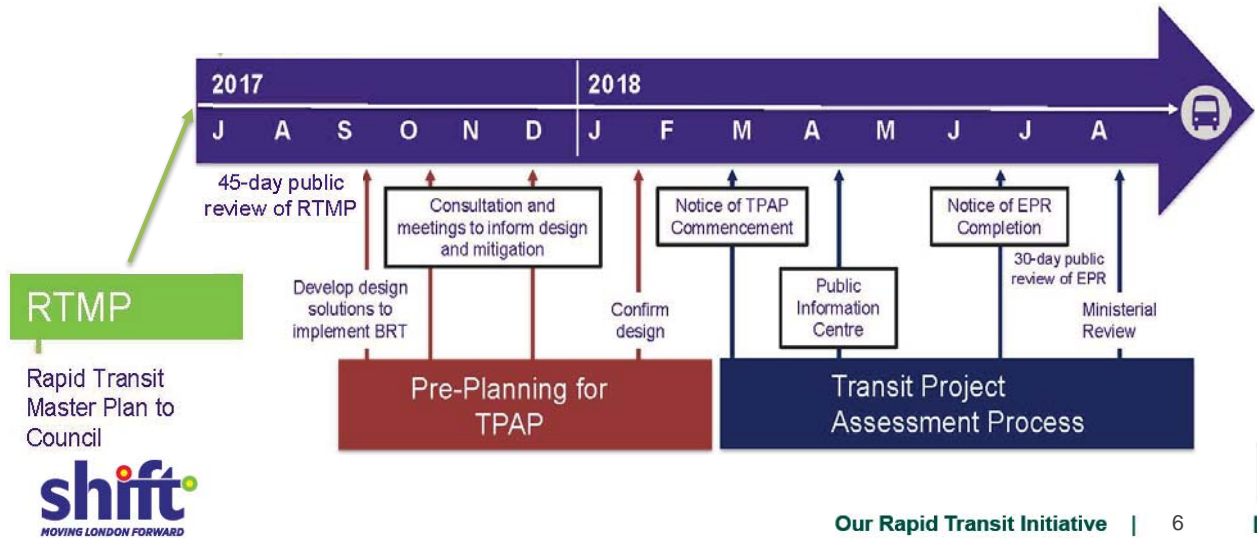 2017
2018
J A S O N D J F M A M J J A
45-day public
review of RTMP
Consultation and
meetings to inform design
and mitigation
Notice of TPAP
Commencement
Notice of EPR
Completion
30-day public
review of EPR
RTMP
Develop design
solutions to
implement BRT
Confirm
design
Public
Information
Centre
Ministerial
Review
Rapid Transit
Master Plan to
Council
Pre-Planning for
TPAP
Transit Project
Assessment Process
shift
MOVING LONDON FORWARD
Our Rapid Transit Initiative | 6